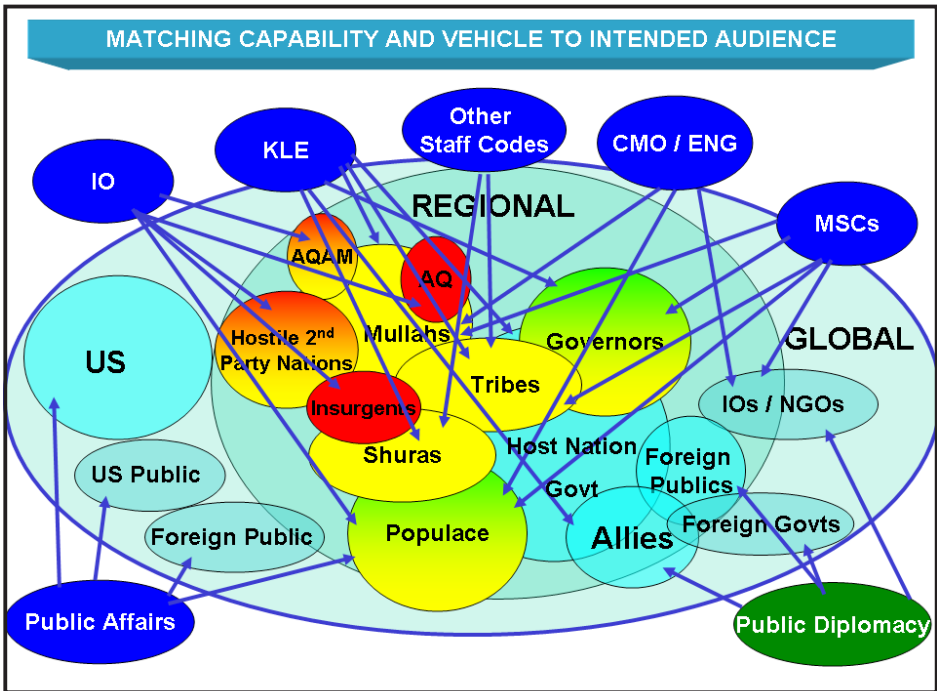 MATCHING CAPABILITY AND VEHICLE TO INTENDED AUDIENCE
Other
Staff Codes
KLE
CMO / ENG
IO
REGIONAL
MSCs
AQAM
AQ
Hostile 2nd
Party Nations
Mullahs
Governors
GLOBAL
US
Tribes
Insurgents
IOs / NGOs
Shuras
Host Nation
Govt
Foreign
Publics
US Public
Foreign Public
Populace
Allies
Foreign Govts
Public Affairs
Public Diplomacy